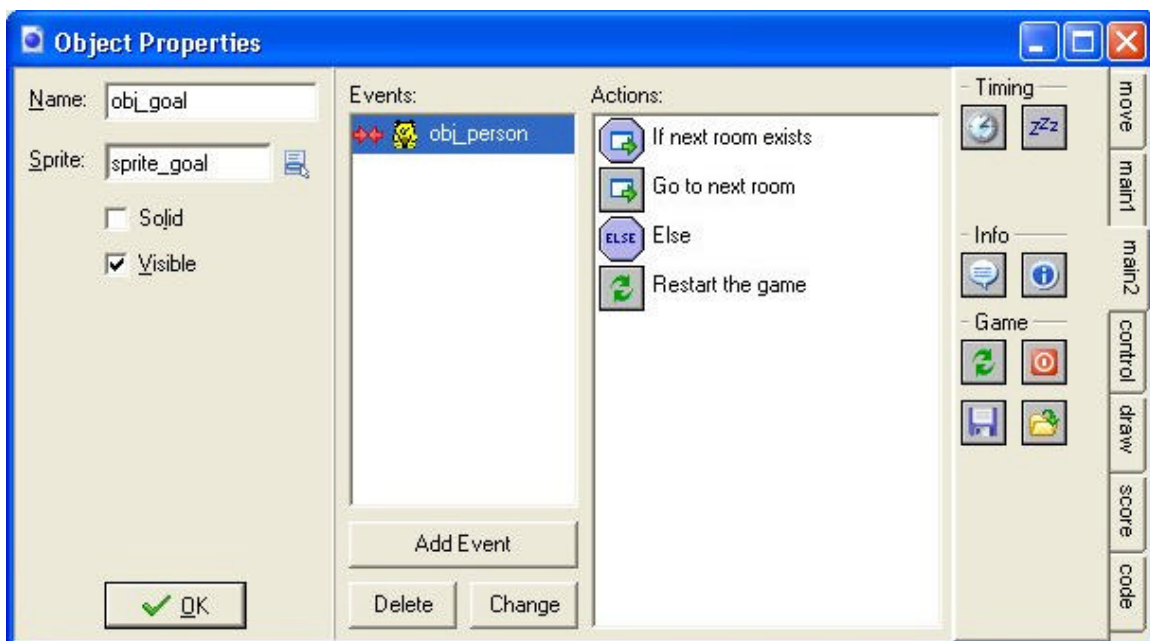 Object Properties
Name: obj_goal
Sprite: sprite_goal
Solid
Visible
OK
Events:
obj_person
Add Event
Delete Change
Actions:
If next room exists
Go to next room
ELSE Else
Restart the game
Timing
zZz
Info
Game
move
main1
main2
control
draw
score
code